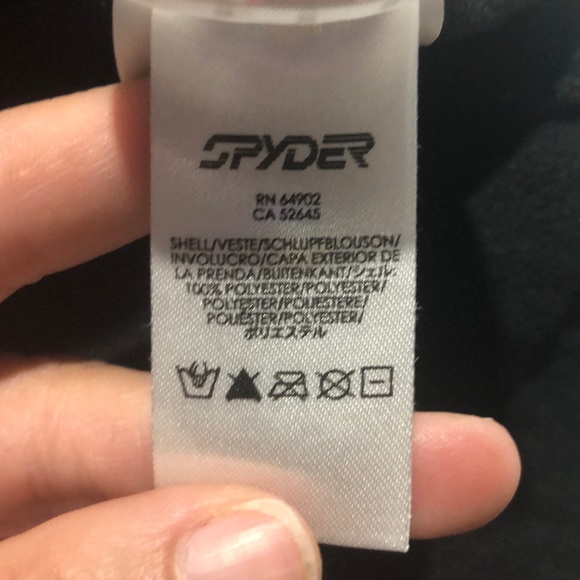 SPYDER
RN 64902
CA 52645
SHELL/VESTE/SCHLUPFBLOUSON/
INVOLUCRO/CAPA EXTERIOR DE
LA PRENDA/BUITENKANT/シェル:
100% POLYESTER/POLYESTER/
POLYESTER/POLIESTERE/
POLIÉSTER/POLYESTER/
ポリエステル